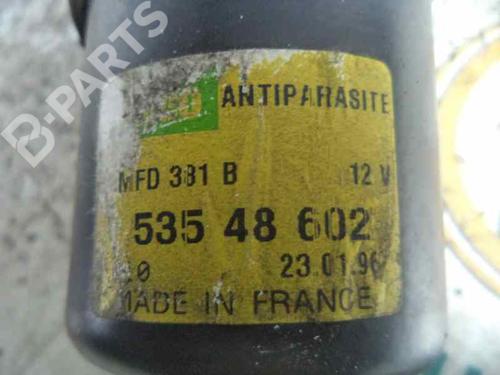 B-PARTS
ANTIPARASITE
MFD 381 B 12 V
535 48 602
0 23.01.96
MADE IN FRANCE